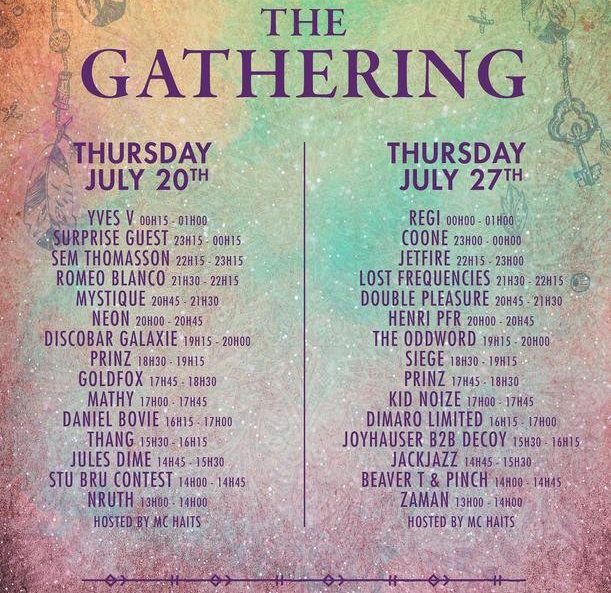 THE
GATHERING
THURSDAY
JULY 20TH
YVES V 00H15 - 01H00
SURPRISE GUEST 23H15 - 00H15
SEM THOMASSON 22H15 - 23H15
ROMEO BLANCO 21H30 - 22H15
MYSTIQUE 20H45 - 21H30
NEON 20H00 - 20H45
DISCOBAR GALAXIE 19H15 - 20H00
PRINZ 18H30 - 19H15
GOLDFOX 17H45 - 18H30
MATHY 17H00 - 17H45
DANIEL BOVIE 16H15 - 17H00
THANG 15H30 - 16H15
JULES DIME 14H45 - 15H30
STU BRU CONTEST 14H00 - 14H45
NRUTH 13H00 - 14H00
HOSTED BY MC HAITS
THURSDAY
JULY 27TH
REGI 00H00 - 01H00
COONE 23H00 - 00H00
JETFIRE 22H15 - 23H00
LOST FREQUENCIES 21H30 - 22H15
DOUBLE PLEASURE 20H45 - 21H30
HENRI PFR 20H00 - 20H45
THE ODDWORD 19H15 - 20H00
SIEGE 18H30 - 19H15
PRINZ 17H45 - 18H30
KID NOIZE 17H00 - 17H45
DIMARO LIMITED 16H15 - 17H00
JOYHAUSER B2B DECOY 15H30 - 16H15
JACKJAZZ 14H45 - 15H30
BEAVER T & PINCH 14H00 - 14H45
ZAMAN 13H00 - 14H00
HOSTED BY MC HAITS